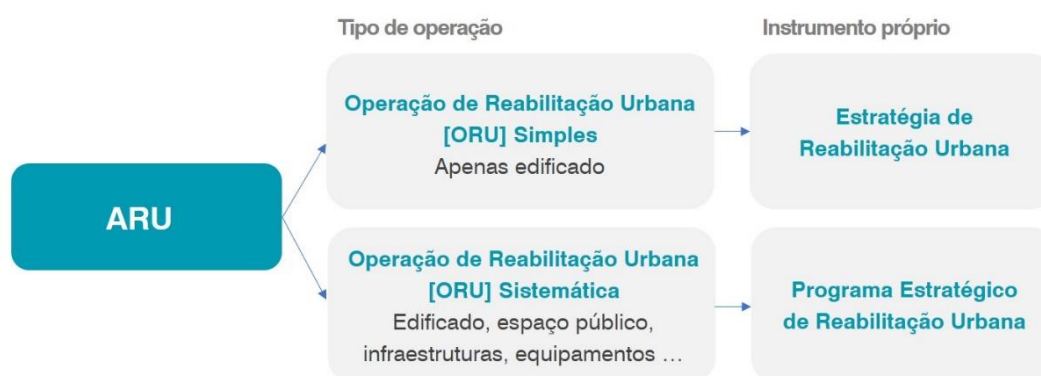 Tipo de operação
Instrumento próprio
ARU
Operação de Reabilitação Urbana
[ORU] Simples
Apenas edificado
Estratégia de
Reabilitação Urbana
Operação de Reabilitação Urbana
[ORU] Sistemática
Edificado, espaço público,
infraestruturas, equipamentos …
Programa Estratégico
de Reabilitação Urbana